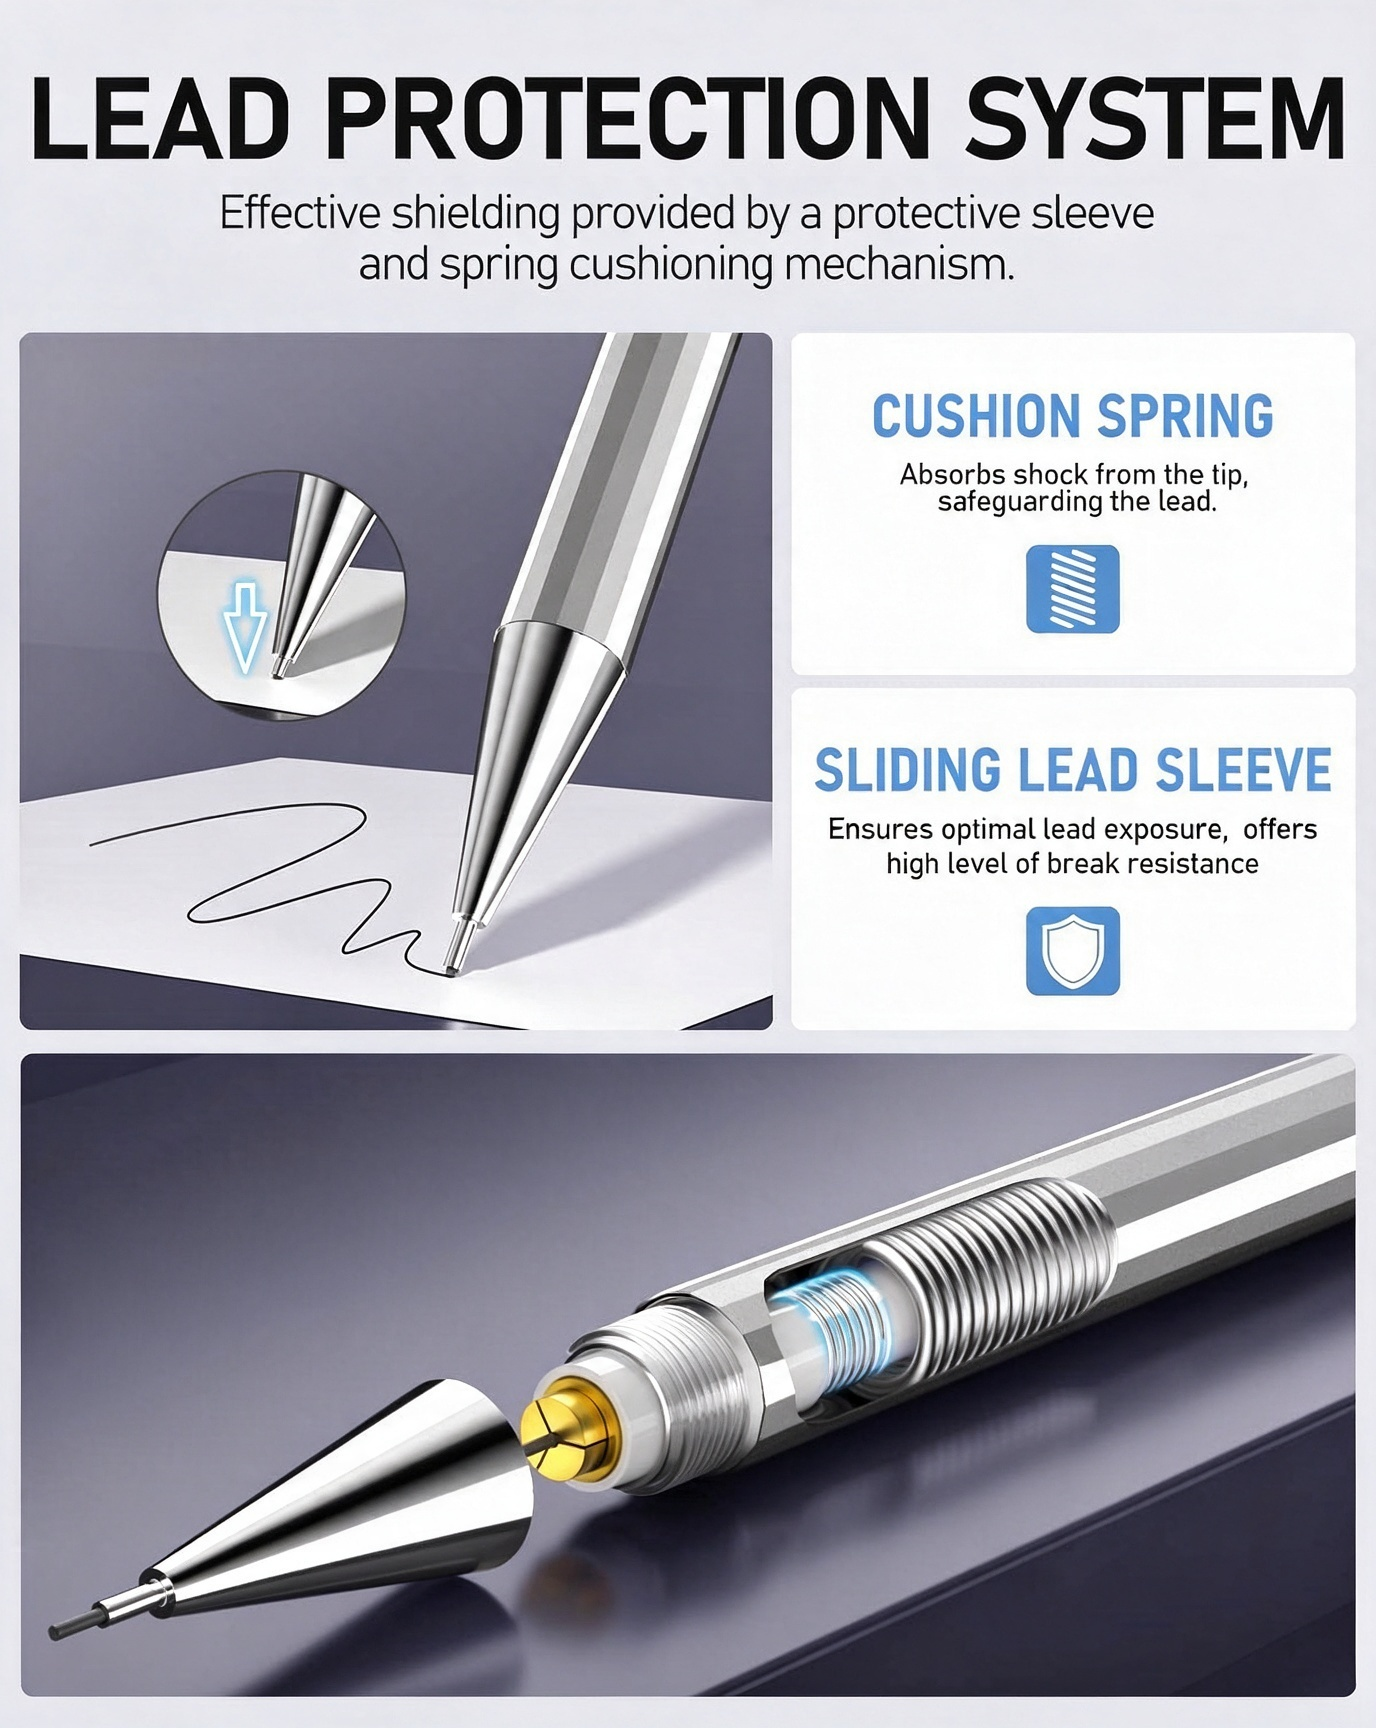 LEAD PROTECTION SYSTEM
Effective shielding provided by a protective sleeve
and spring cushioning mechanism.
CUSHION SPRING
Absorbs shock from the tip,
safeguarding the lead.
SLIDING LEAD SLEEVE
Ensures optimal lead exposure, offers
high level of break resistance